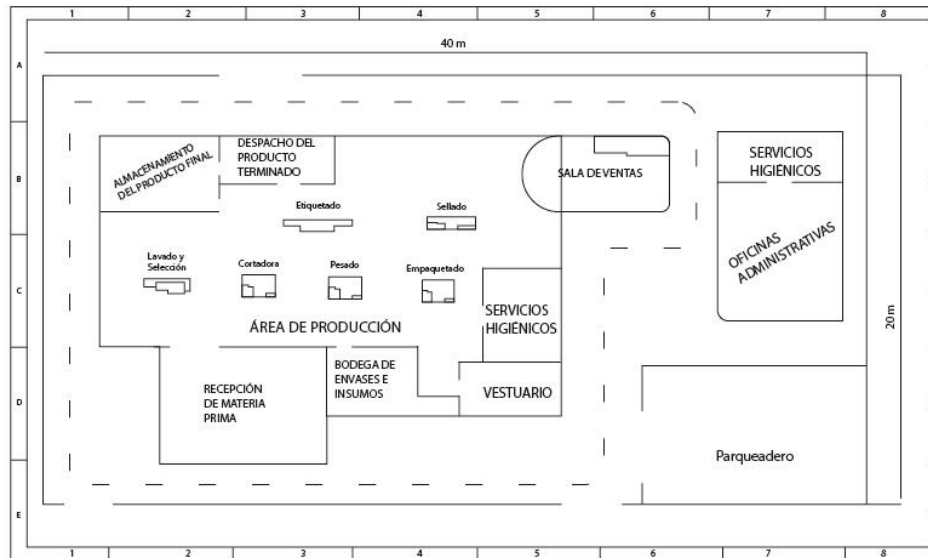 1 2 3 4 5 6 7 8
40 m
A
B
C
D
E
20 m
ALMACENAMIENTO
DEL PRODUCTO FINAL
DESPACHO DEL
PRODUCTO
TERMINADO
SALA DE VENTAS
SERVICIOS
HIGIÉNICOS
Etiquetado
Sellado
OFICINAS
ADMINISTRATIVAS
Lavado y
Selección
Cortadora
Pesado
Empaquetado
ÁREA DE PRODUCCIÓN
SERVICIOS
HIGIÉNICOS
RECEPCIÓN
DE MATERIA
PRIMA
BODEGA DE
ENVASES E
INSUMOS
VESTUARIO
Parqueadero
1 2 3 4 5 6 7 8